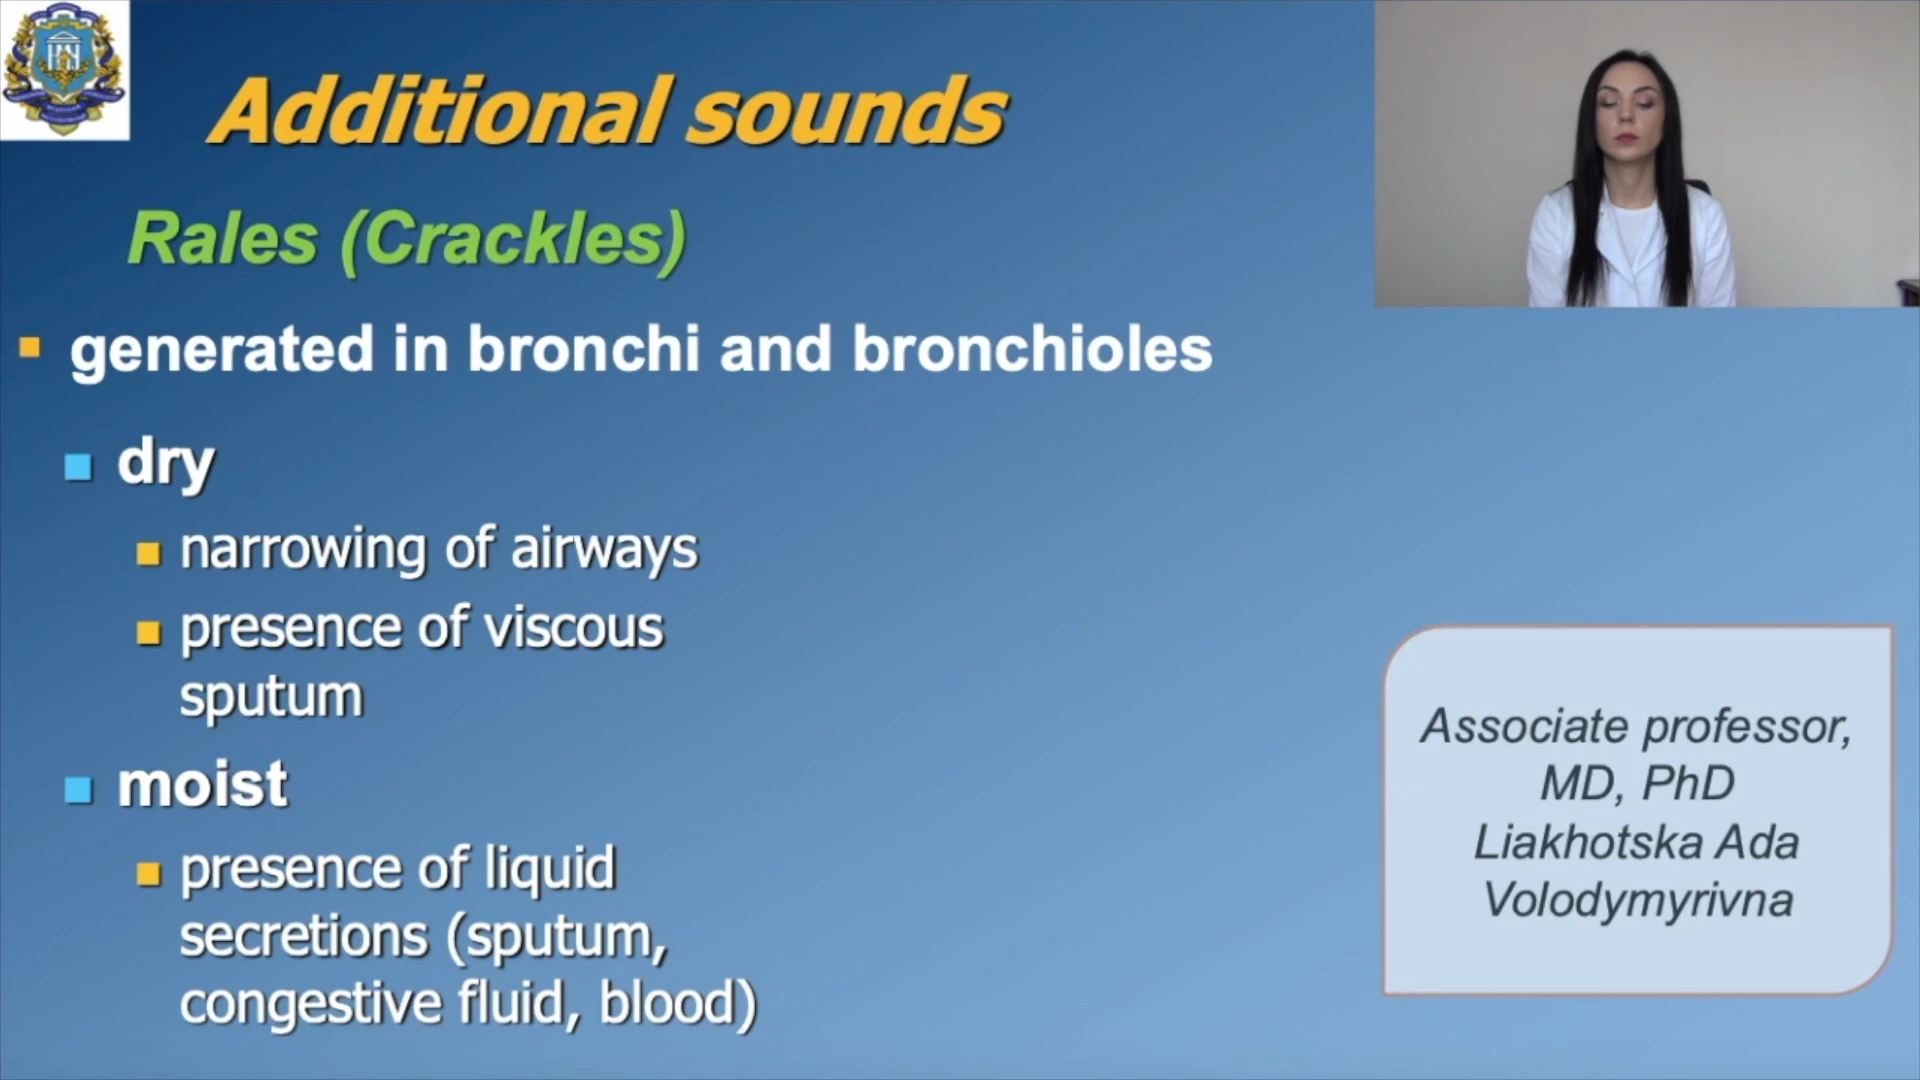 Additional sounds
Rales (Crackles)
generated in bronchi and bronchioles
dry
narrowing of airways
presence of viscous
sputum
moist
presence of liquid
secretions (sputum,
congestive fluid, blood)
Associate professor,
MD, PhD
Liakhotska Ada
Volodymyrivna